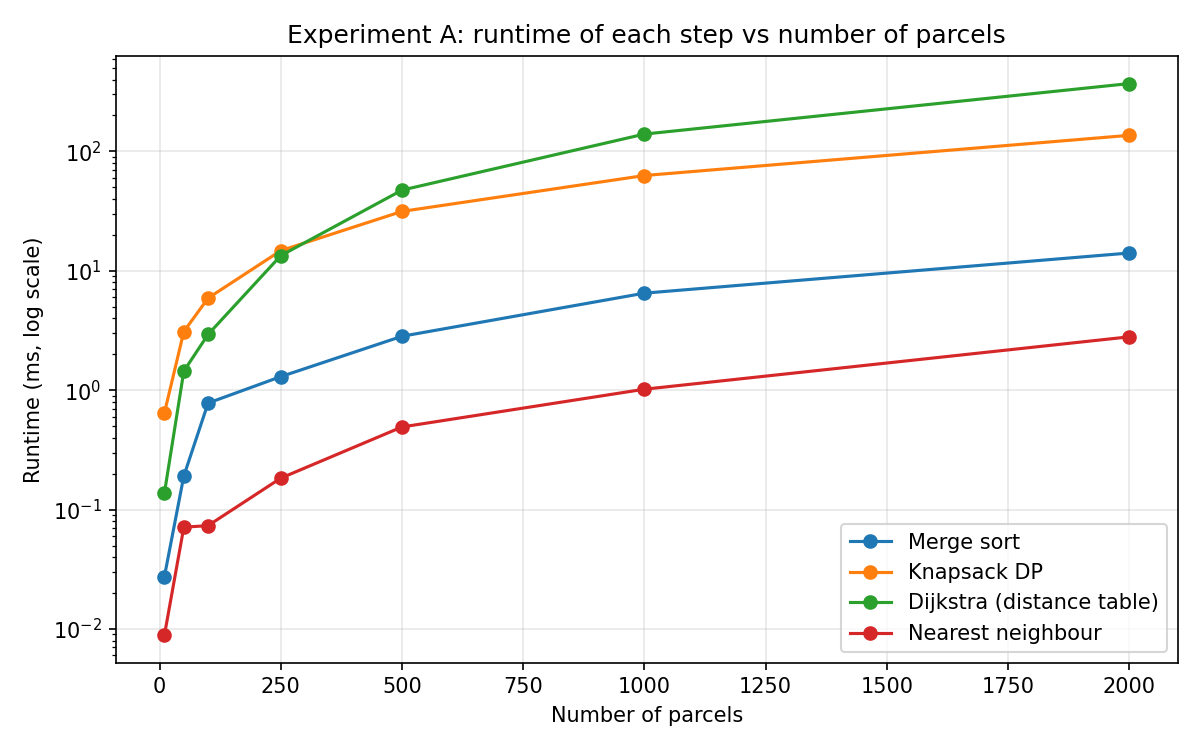 Experiment A: runtime of each step vs number of parcels
Runtime (ms, log scale)
10²
10¹
10⁰
10⁻¹
10⁻²
Merge sort
Knapsack DP
Dijkstra (distance table)
Nearest neighbour
0 250 500 750 1000 1250 1500 1750 2000
Number of parcels